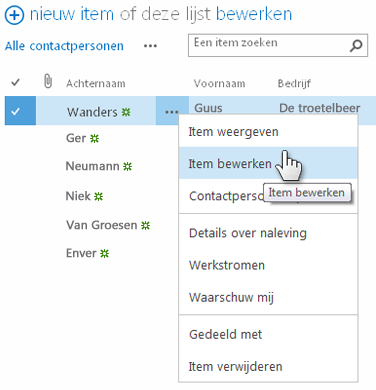 nieuw item of deze lijst bewerken
Alle contactpersonen ... Een item zoeken
Achternaam Voornaam Bedrijf
Wanders ... Guus De troetelbeer
Item weergeven
Ger
Item bewerken
Neumann
Item bewerken
Niek
Van Groesen
Details over naleving
Enver
Werkstromen
Waarschuw mij
Gedeeld met
Item verwijderen